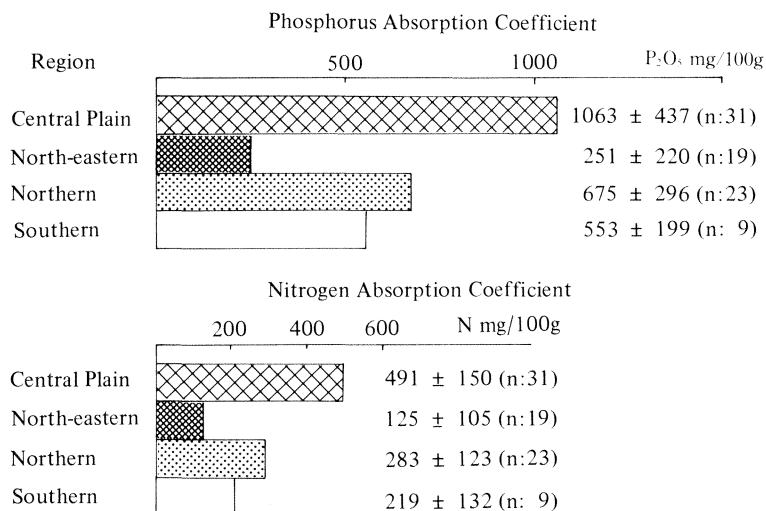 Phosphorus Absorption Coefficient
Region 500 1000 P₂O₅ mg/100g
Central Plain 1063 ± 437 (n:31)
North-eastern 251 ± 220 (n:19)
Northern 675 ± 296 (n:23)
Southern 553 ± 199 (n: 9)
Nitrogen Absorption Coefficient
200 400 600 N mg/100g
Central Plain 491 ± 150 (n:31)
North-eastern 125 ± 105 (n:19)
Northern 283 ± 123 (n:23)
Southern 219 ± 132 (n: 9)